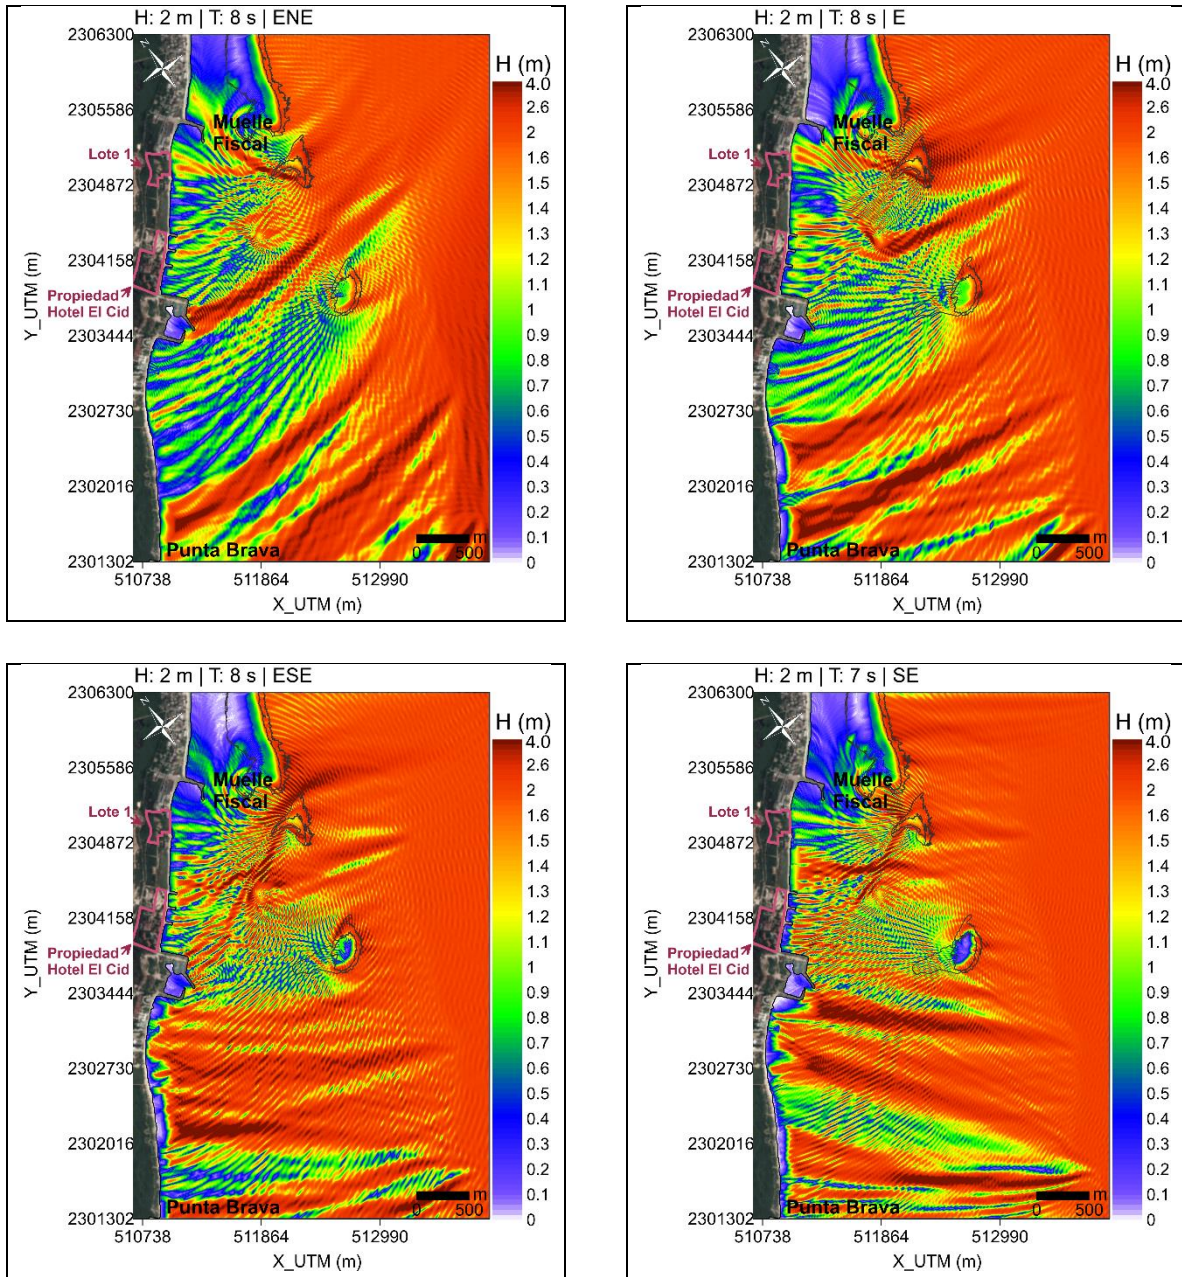 H: 2 m | T: 8 s | ENE
2306300
N
H (m)
4.0
2305586
2.6
Muelle
Fiscal
2
Lote 1
1.6
2304872
1.5
1.4
1.3
2304158
1.2
1.1
Propiedad
Hotel El Cid
1
2303444
0.9
Y_UTM (m)
0.8
0.7
2302730
0.6
0.5
2302016
0.4
0.3
0.2
Punta Brava
m
0 500
0.1
2301302
0
510738 511864 512990
X_UTM (m)
H: 2 m | T: 8 s | E
2306300
N
H (m)
4.0
2305586
2.6
Muelle
Fiscal
2
Lote 1
1.6
2304872
1.5
1.4
1.3
2304158
1.2
1.1
Propiedad
Hotel El Cid
1
2303444
0.9
Y_UTM (m)
0.8
0.7
2302730
0.6
0.5
2302016
0.4
0.3
0.2
Punta Brava
m
0 500
0.1
2301302
0
510738 511864 512990
X_UTM (m)
H: 2 m | T: 8 s | ESE
2306300
N
H (m)
4.0
2305586
2.6
Muelle
Fiscal
2
Lote 1
1.6
2304872
1.5
1.4
1.3
2304158
1.2
1.1
Propiedad
Hotel El Cid
1
2303444
0.9
Y_UTM (m)
0.8
0.7
2302730
0.6
0.5
2302016
0.4
0.3
0.2
Punta Brava
m
0 500
0.1
2301302
0
510738 511864 512990
X_UTM (m)
H: 2 m | T: 7 s | SE
2306300
N
H (m)
4.0
2305586
2.6
Muelle
Fiscal
2
Lote 1
1.6
2304872
1.5
1.4
1.3
2304158
1.2
1.1
Propiedad
Hotel El Cid
1
2303444
0.9
Y_UTM (m)
0.8
0.7
2302730
0.6
0.5
2302016
0.4
0.3
0.2
Punta Brava
m
0 500
0.1
2301302
0
510738 511864 512990
X_UTM (m)